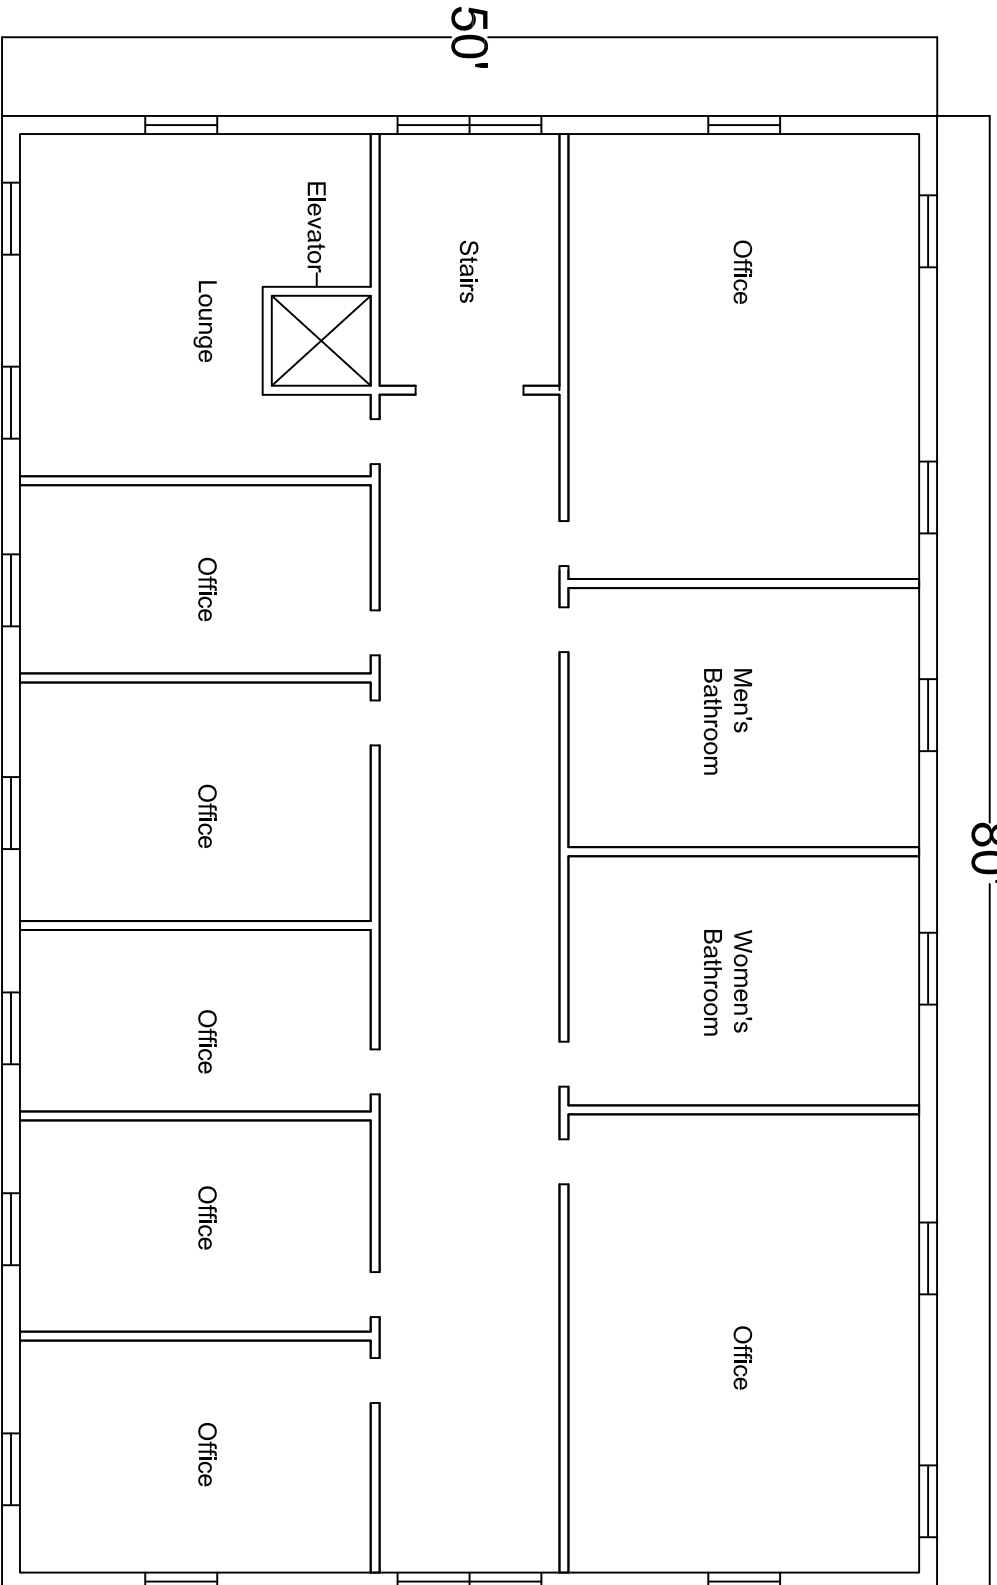 80'
50'
Office
Men's
Bathroom
Women's
Bathroom
Office
Stairs
Elevator
Lounge
Office
Office
Office
Office
Office